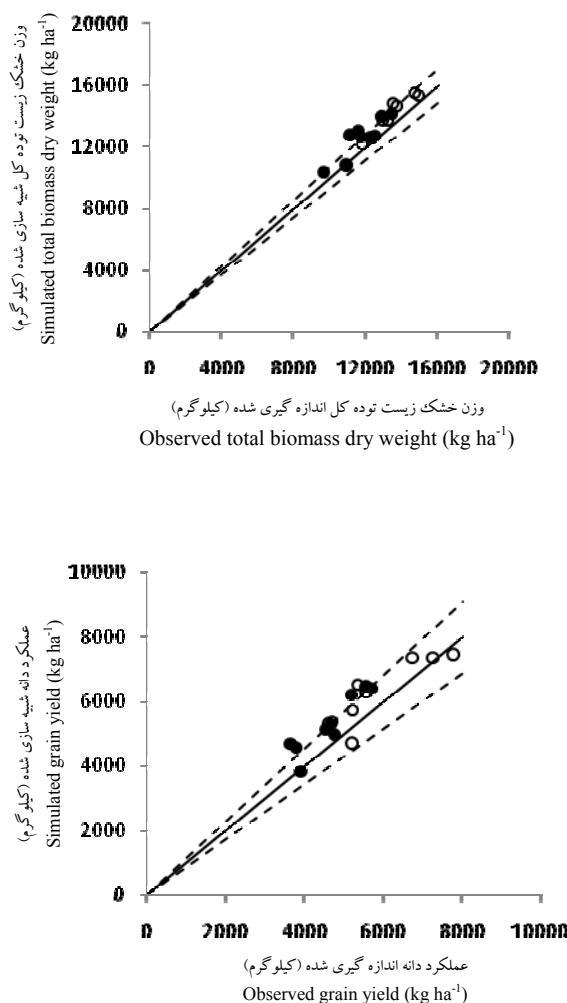 وزن خشک زیست توده کل شبیه سازی شده (کیلوگرم)
Simulated total biomass dry weight (kg ha⁻¹)
20000
16000
12000
8000
4000
0
0 4000 8000 12000 16000 20000
وزن خشک زیست توده کل اندازه گیری شده (کیلوگرم)
Observed total biomass dry weight (kg ha⁻¹)
عملکرد دانه شبیه سازی شده (کیلوگرم)
Simulated grain yield (kg ha⁻¹)
10000
8000
6000
4000
2000
0
0 2000 4000 6000 8000 10000
عملکرد دانه اندازه گیری شده (کیلوگرم)
Observed grain yield (kg ha⁻¹)